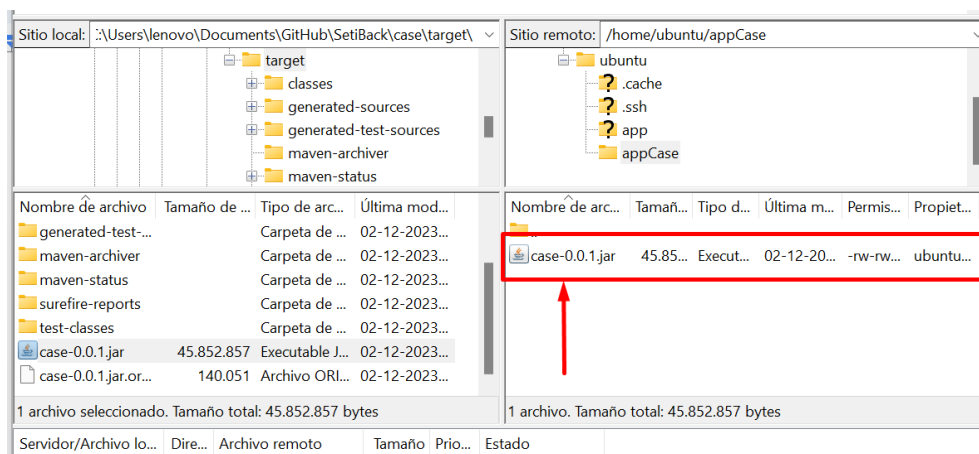 Sitio local: :\Users\lenovo\Documents\GitHub\SetiBack\case\target\
target
classes
generated-sources
generated-test-sources
maven-archiver
maven-status
Nombre de archivo Tamaño de ... Tipo de arc... Última mod...
generated-test-... Carpeta de ... 02-12-2023...
maven-archiver Carpeta de ... 02-12-2023...
maven-status Carpeta de ... 02-12-2023...
surefire-reports Carpeta de ... 02-12-2023...
test-classes Carpeta de ... 02-12-2023...
case-0.0.1.jar 45.852.857 Executable J... 02-12-2023...
case-0.0.1.jar.or... 140.051 Archivo ORI... 02-12-2023...
1 archivo seleccionado. Tamaño total: 45.852.857 bytes
Sitio remoto: /home/ubuntu/appCase
ubuntu
.cache
.ssh
app
appCase
Nombre de arc... Tamañ... Tipo d... Última m... Permis... Propiet...
..
case-0.0.1.jar 45.85... Execut... 02-12-20... -rw-rw... ubuntu...
1 archivo. Tamaño total: 45.852.857 bytes
Servidor/Archivo lo... Dire... Archivo remoto Tamaño Prio... Estado